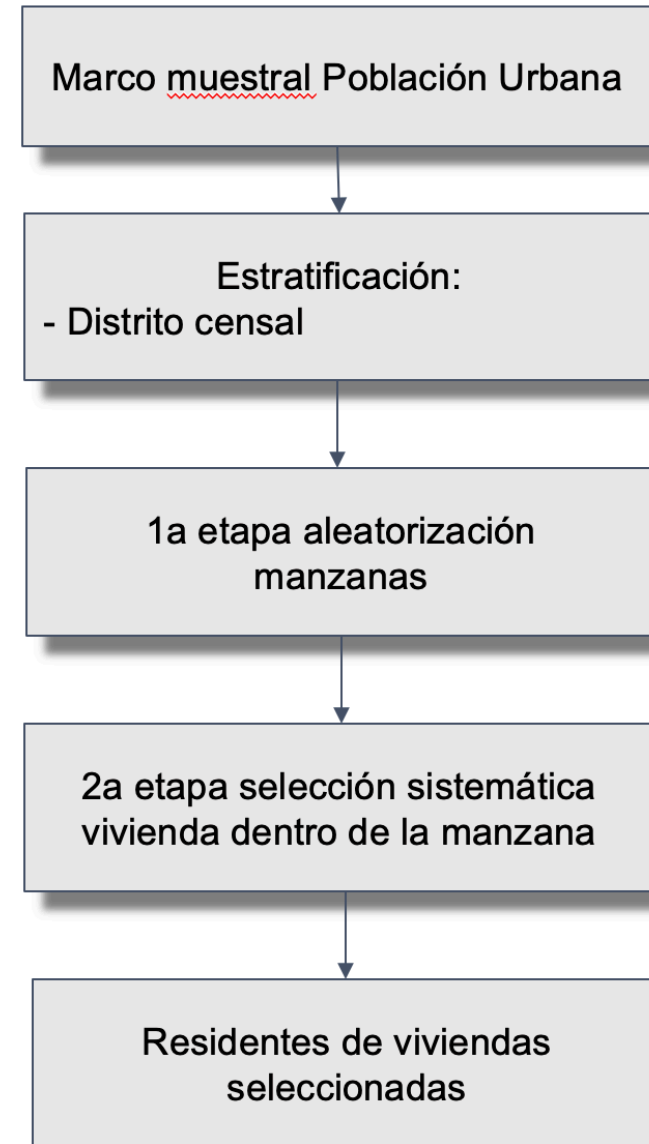 Marco muestral Población Urbana
Estratificación:
- Distrito censal
1a etapa aleatorización
manzanas
2a etapa selección sistemática
vivienda dentro de la manzana
Residentes de viviendas
seleccionadas